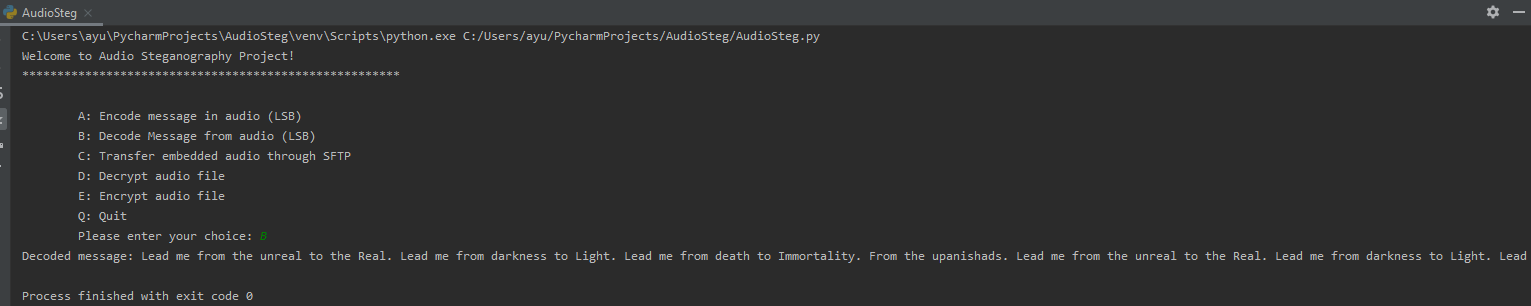 AudioSteg
C:\Users\ayu\PycharmProjects\AudioSteg\venv\Scripts\python.exe C:/Users/ayu/PycharmProjects/AudioSteg/AudioSteg.py
Welcome to Audio Steganography Project!
******************************************************
A: Encode message in audio (LSB)
B: Decode Message from audio (LSB)
C: Transfer embedded audio through SFTP
D: Decrypt audio file
E: Encrypt audio file
Q: Quit
Please enter your choice: B
Decoded message: Lead me from the unreal to the Real. Lead me from darkness to Light. Lead me from death to Immortality. From the upanishads. Lead me from the unreal to the Real. Lead me from darkness to Light. Lead
Process finished with exit code 0